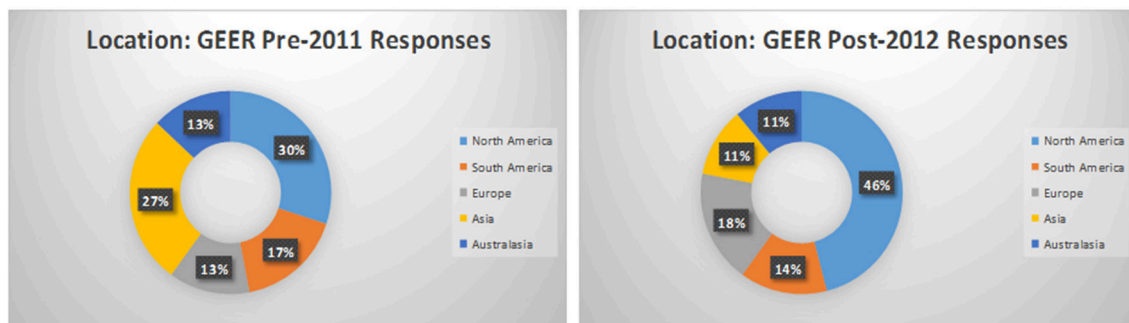 Location: GEER Pre-2011 Responses
13%
30%
27%
17%
13%
North America
South America
Europe
Asia
Australasia
Location: GEER Post-2012 Responses
11%
11%
46%
18%
14%
North America
South America
Europe
Asia
Australasia